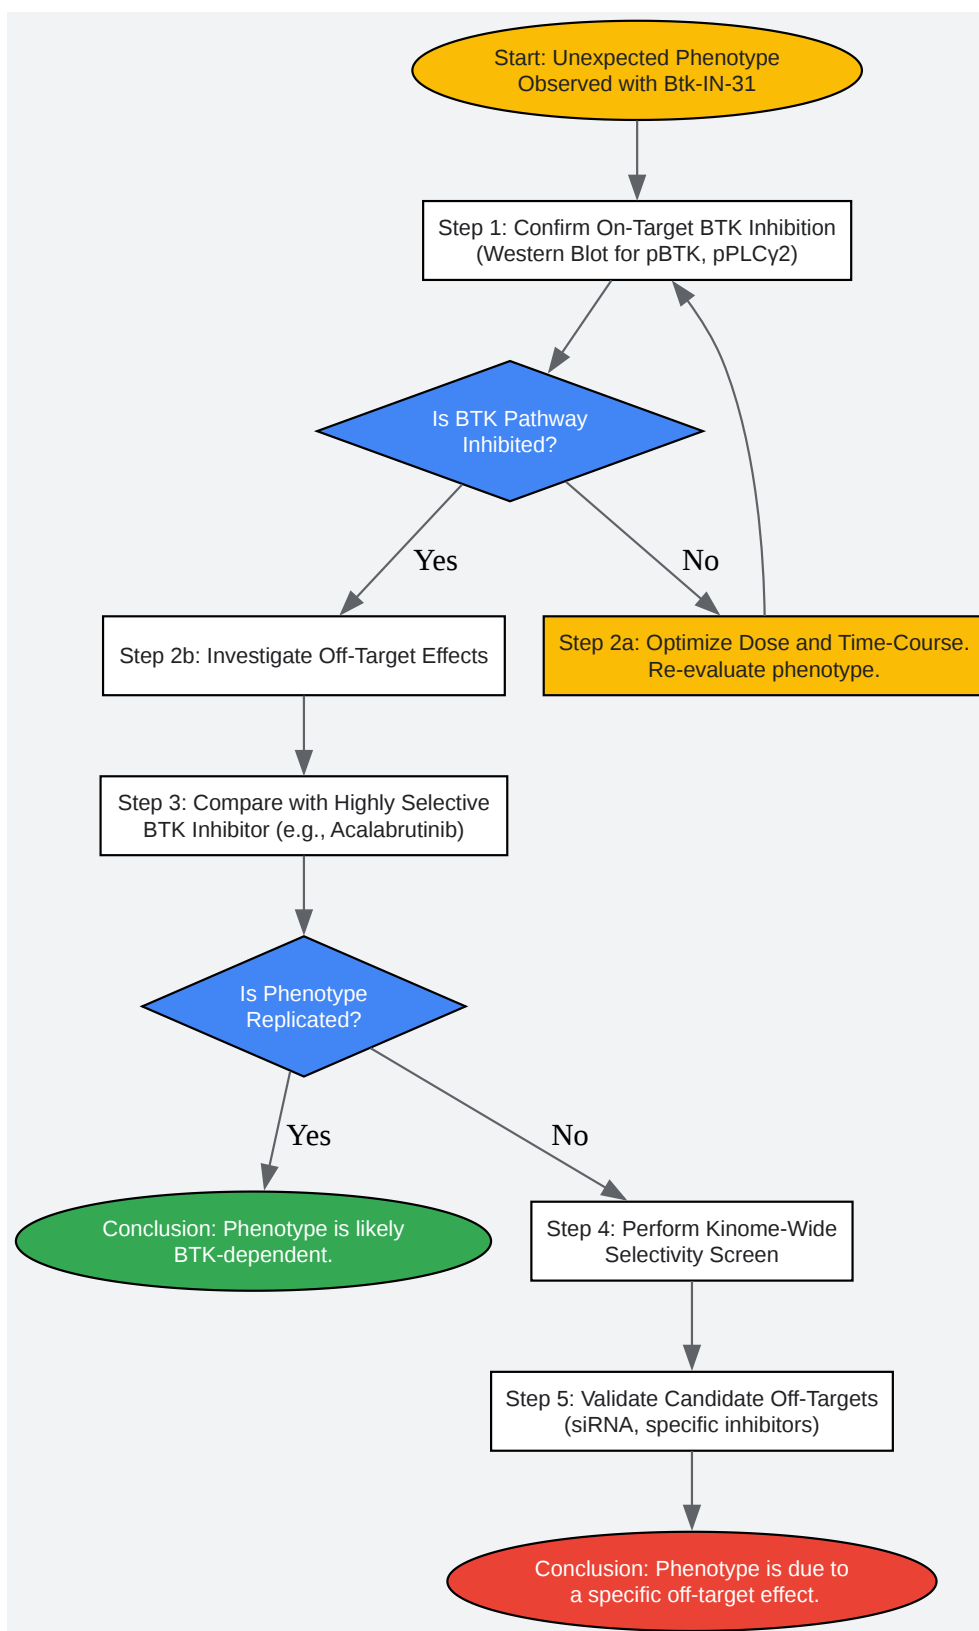 Start: Unexpected Phenotype
Observed with Btk-IN-31
Step 1: Confirm On-Target BTK Inhibition
(Western Blot for pBTK, pPLCγ2)
Is BTK Pathway
Inhibited?
Yes
No
Step 2b: Investigate Off-Target Effects
Step 2a: Optimize Dose and Time-Course.
Re-evaluate phenotype.
Step 3: Compare with Highly Selective
BTK Inhibitor (e.g., Acalabrutinib)
Is Phenotype
Replicated?
Yes
No
Conclusion: Phenotype is likely
BTK-dependent.
Step 4: Perform Kinome-Wide
Selectivity Screen
Step 5: Validate Candidate Off-Targets
(siRNA, specific inhibitors)
Conclusion: Phenotype is due to
a specific off-target effect.